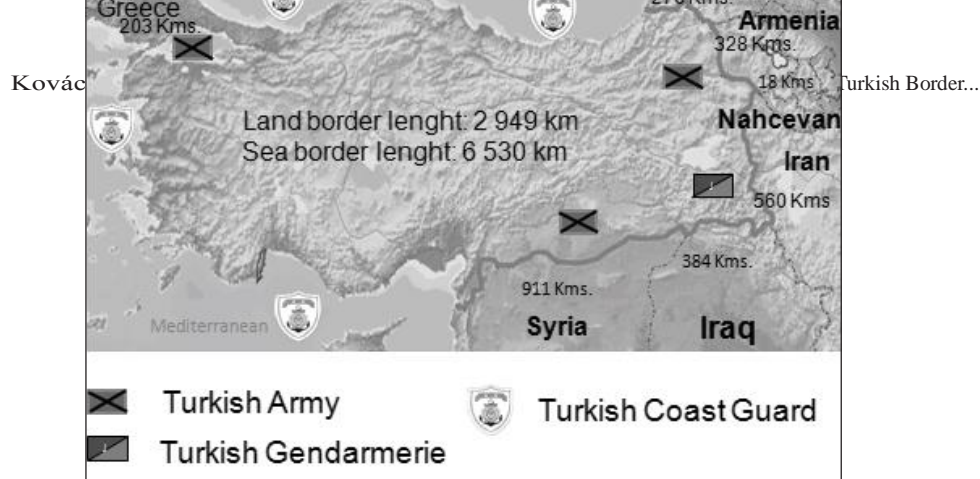 Greece
203 Kms.
Armenia
328 Kms.
18 Kms
Kovác
Turkish Border...
Land border lenght: 2 949 km
Sea border lenght: 6 530 km
Nahcevan
Iran
560 Kms
384 Kms.
911 Kms.
Mediterranean
Syria
Iraq
Turkish Army
Turkish Coast Guard
Turkish Gendarmerie